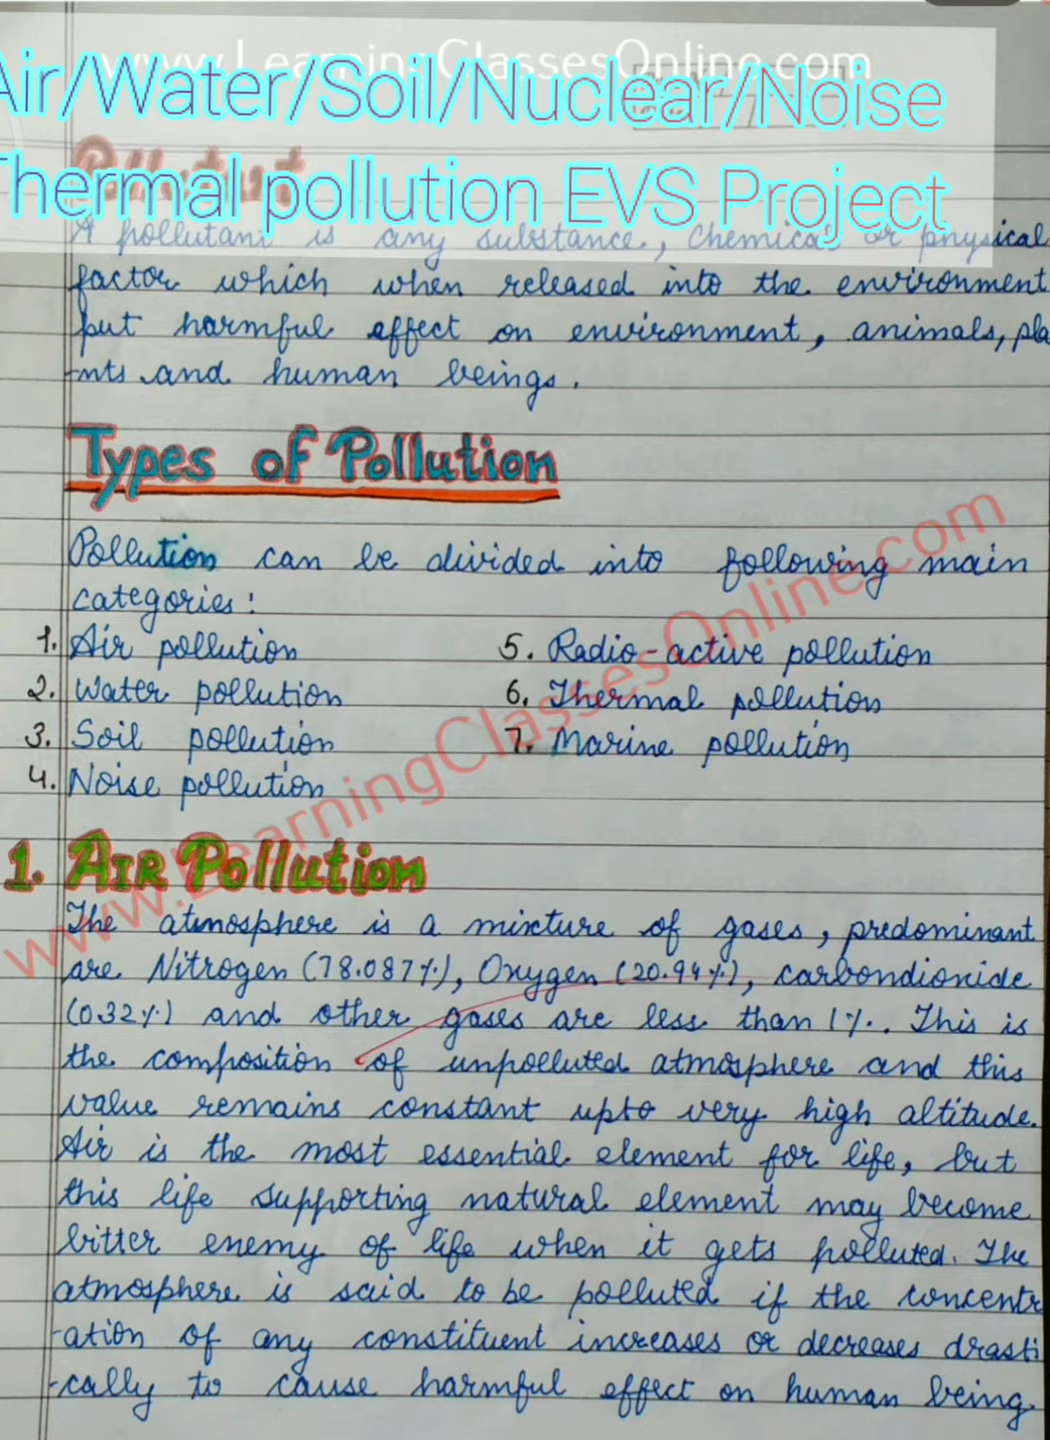 www.LearningClassesOnline.com
Air/Water/Soil/Nuclear/Noise
Thermal pollution EVS Project
Pollutant
A pollutant is any substance, chemical or physical
factor which when released into the environment
put harmful effect on environment, animals, pla
-nts and human beings.
Types of Pollution
Pollution can be divided into following main
categories:
1. Air pollution
2. Water pollution
3. Soil pollution
4. Noise pollution
5. Radio-active pollution
6. Thermal pollution
7. Marine pollution
www.LearningClassesOnline.com
1. AIR Pollution
The atmosphere is a mixture of gases, predominant
are Nitrogen (78.087%), Oxygen (20.94%), carbondioxide
(0.32%) and other gases are less than 1%. This is
the composition of unpolluted atmosphere and this
value remains constant upto very high altitude.
Air is the most essential element for life, but
this life supporting natural element may become
bitter enemy of life when it gets polluted. The
atmosphere is said to be polluted if the concentr
-ation of any constituent increases or decreases drasti
-cally to cause harmful effect on human being.